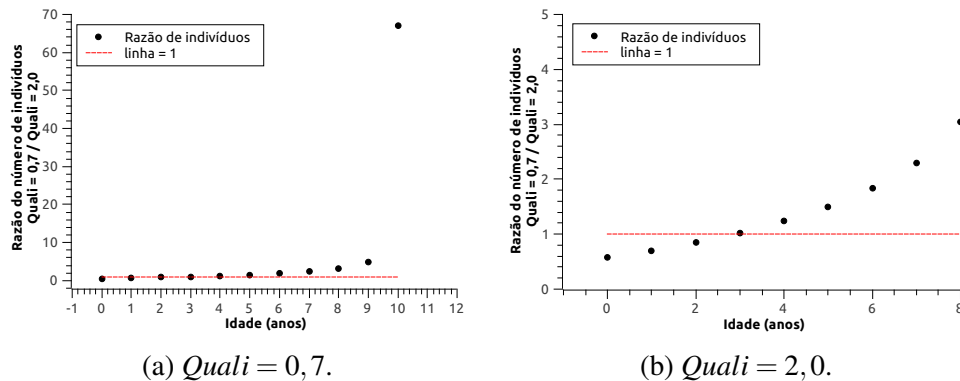 Razão do número de indivíduos
Quali = 0,7 / Quali = 2,0
70
60
50
40
30
20
10
0
Razão de indivíduos
linha = 1
-1 0 1 2 3 4 5 6 7 8 9 10 11 12
Idade (anos)
(a) Quali = 0,7.
Razão do número de indivíduos
Quali = 0,7 / Quali = 2,0
5
4
3
2
1
0
Razão de indivíduos
linha = 1
0 2 4 6 8
Idade (anos)
(b) Quali = 2,0.